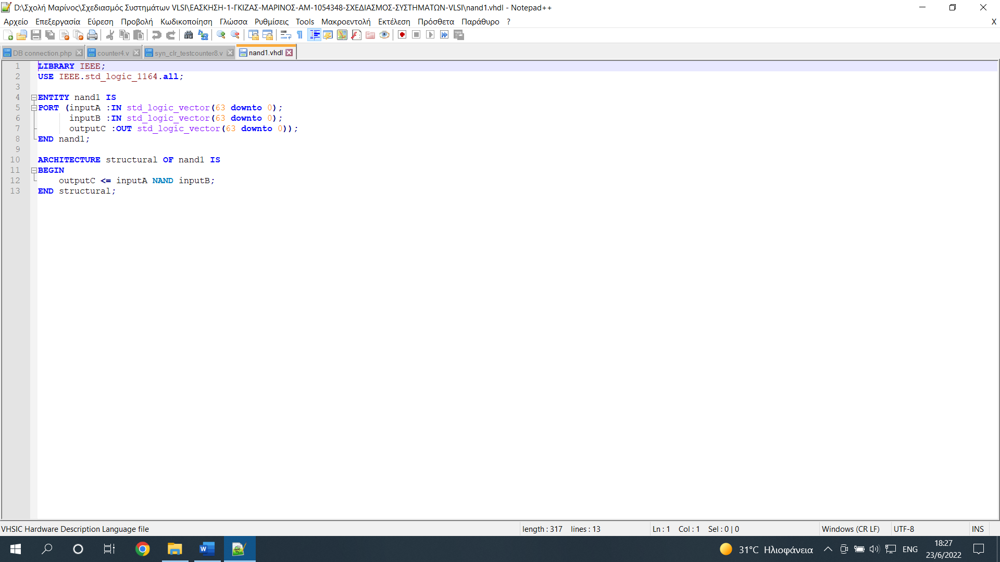 D:\Σχολή Μαρίνος\Σχεδιασμός Συστημάτων VLSI\ΕΑΣΚΗΣΗ-1-ΓΚΙΖΑΣ-ΜΑΡΙΝΟΣ-ΑΜ-1054348-ΣΧΕΔΙΑΣΜΟΣ-ΣΥΣΤΗΜΑΤΩΝ-VLSI\nand1.vhdl - Notepad++
Αρχείο Επεξεργασία Εύρεση Προβολή Κωδικοποίηση Γλώσσα Ρυθμίσεις Tools Μακροεντολή Εκτέλεση Πρόσθετα Παράθυρο ? X
DB connection.php counter4.v syn_clr_testcounter8.v nand1.vhdl
1 LIBRARY IEEE;
2 USE IEEE.std_logic_1164.all;
3
4 ENTITY nand1 IS
5 PORT (inputA :IN std_logic_vector(63 downto 0);
6 inputB :IN std_logic_vector(63 downto 0);
7 outputC :OUT std_logic_vector(63 downto 0));
8 END nand1;
9
10 ARCHITECTURE structural OF nand1 IS
11 BEGIN
12 outputC <= inputA NAND inputB;
13 END structural;
VHSIC Hardware Description Language file length : 317 lines : 13 Ln : 1 Col : 1 Sel : 0 | 0 Windows (CR LF) UTF-8 INS
31°C Ηλιοφάνεια ENG 18:27
23/6/2022